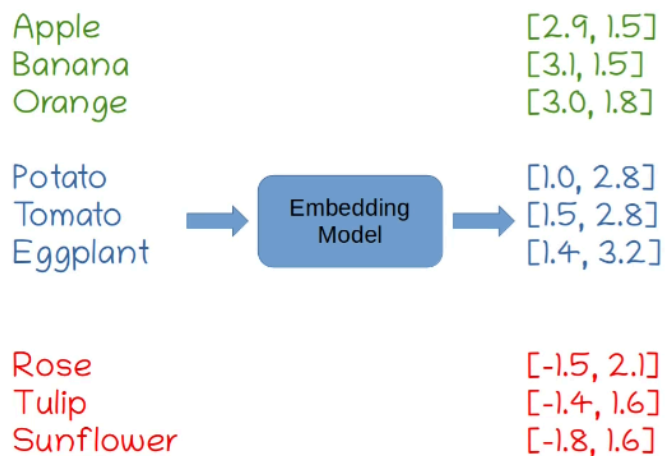 Apple [2.9, 1.5]
Banana [3.1, 1.5]
Orange [3.0, 1.8]
Potato [1.0, 2.8]
Tomato [1.5, 2.8]
Eggplant [1.4, 3.2]
Embedding
Model
Rose [-1.5, 2.1]
Tulip [-1.4, 1.6]
Sunflower [-1.8, 1.6]